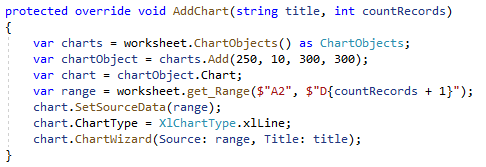 protected override void AddChart(string title, int countRecords)
{
    var charts = worksheet.ChartObjects() as ChartObjects;
    var chartObject = charts.Add(250, 10, 300, 300);
    var chart = chartObject.Chart;
    var range = worksheet.get_Range($"A2", $"D{countRecords + 1}");
    chart.SetSourceData(range);
    chart.ChartType = XlChartType.xlLine;
    chart.ChartWizard(Source: range, Title: title);
}